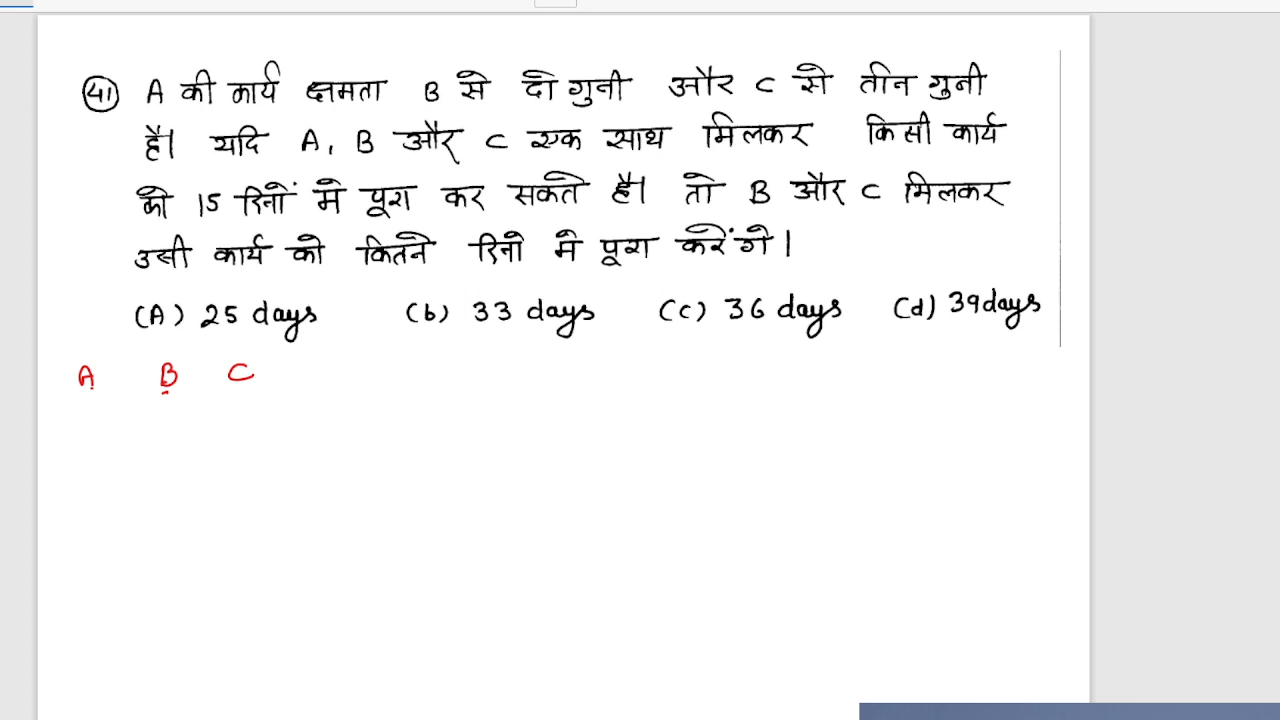 (41) A की कार्य क्षमता B से दो गुनी और C से तीन गुनी
है। यदि A, B और C एक साथ मिलकर किसी कार्य
को 15 दिनों मे पूरा कर सकते है। तो B और C मिलकर
उसी कार्य को कितने दिनो मे पूरा करेंगे।
(A) 25 days (b) 33 days (c) 36 days (d) 39 days
A B C